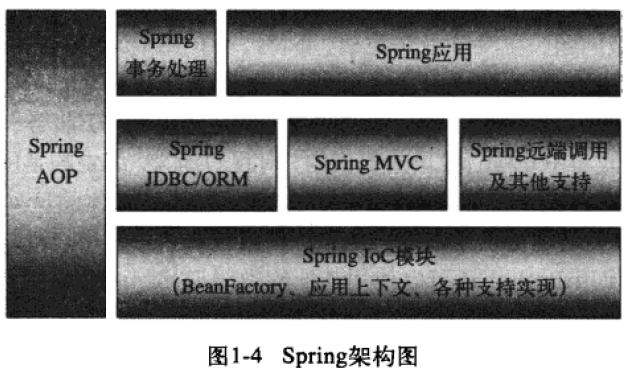 Spring
事务处理
Spring应用
Spring
AOP
Spring
JDBC/ORM
Spring MVC
Spring远端调用
及其他支持
Spring IoC模块
（BeanFactory、应用上下文、各种支持实现）
图1-4 Spring架构图